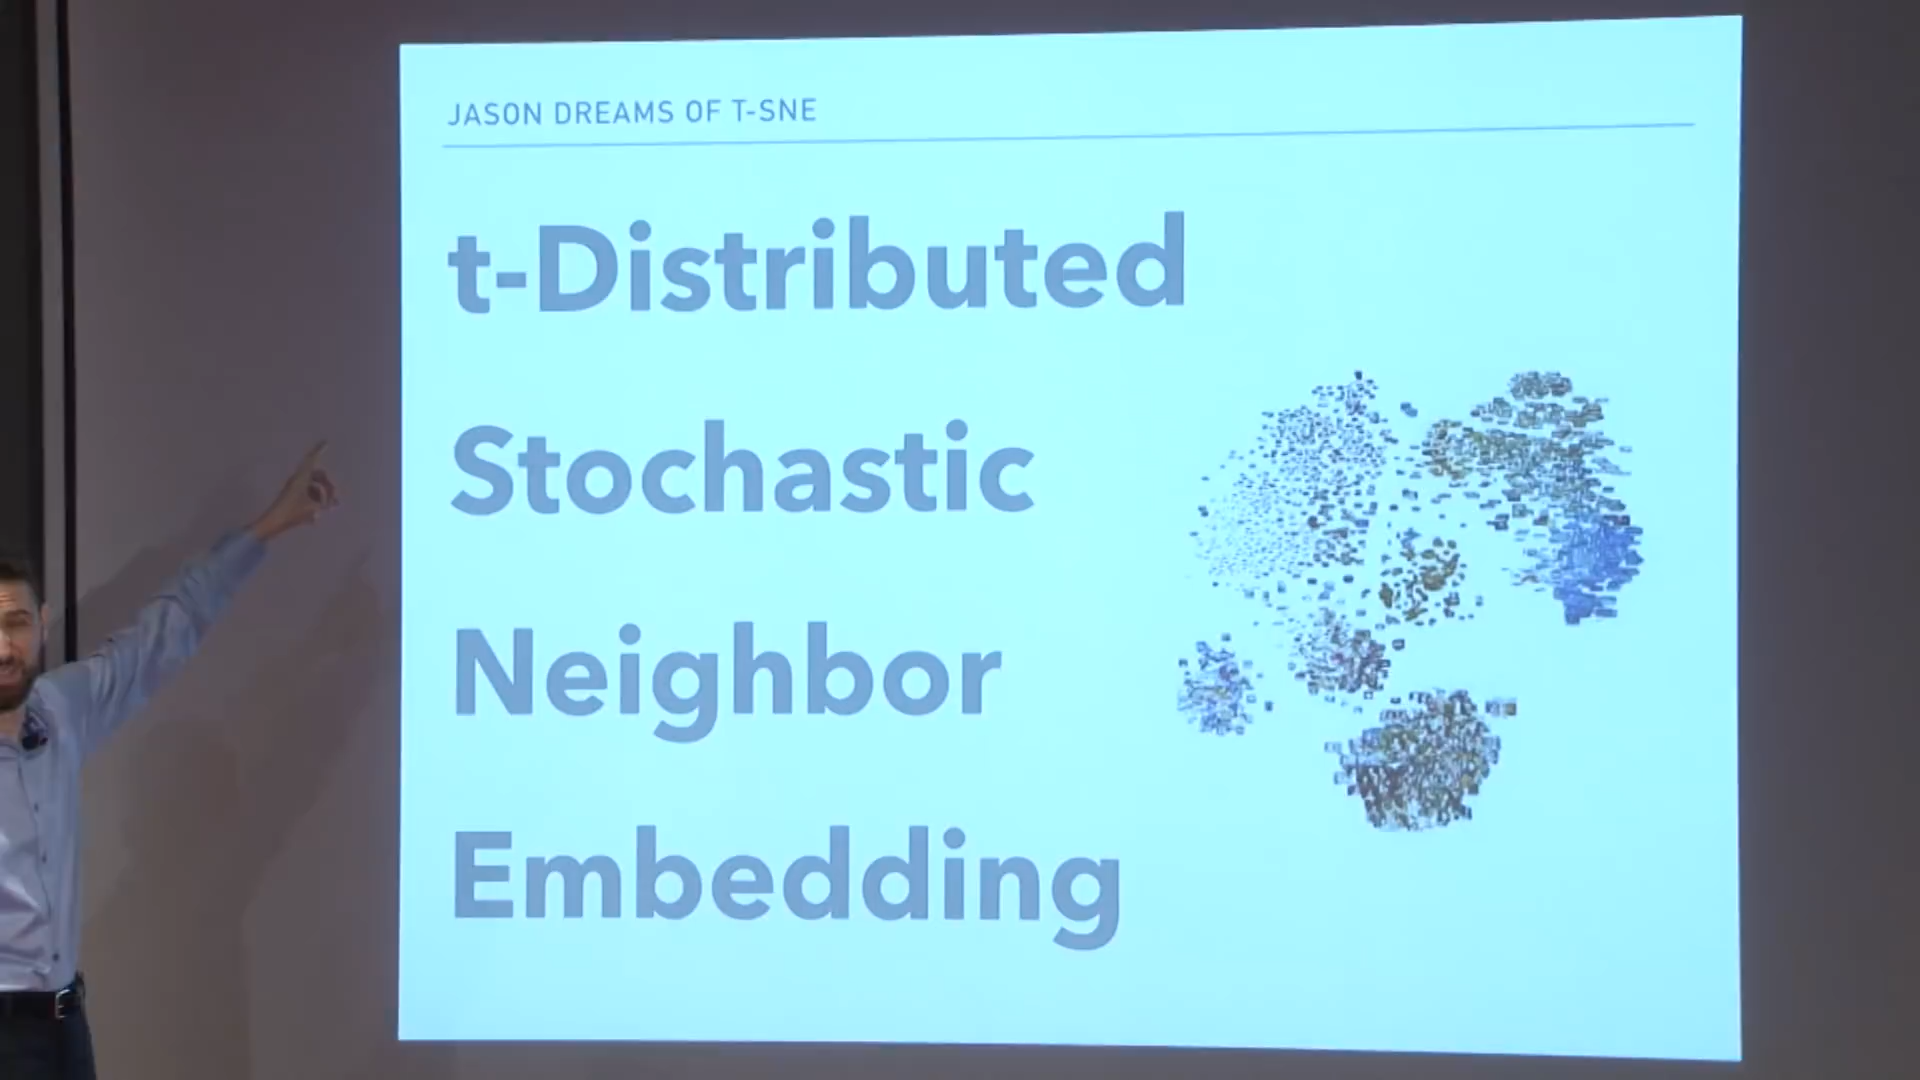 JASON DREAMS OF T-SNE
t-Distributed
Stochastic
Neighbor
Embedding